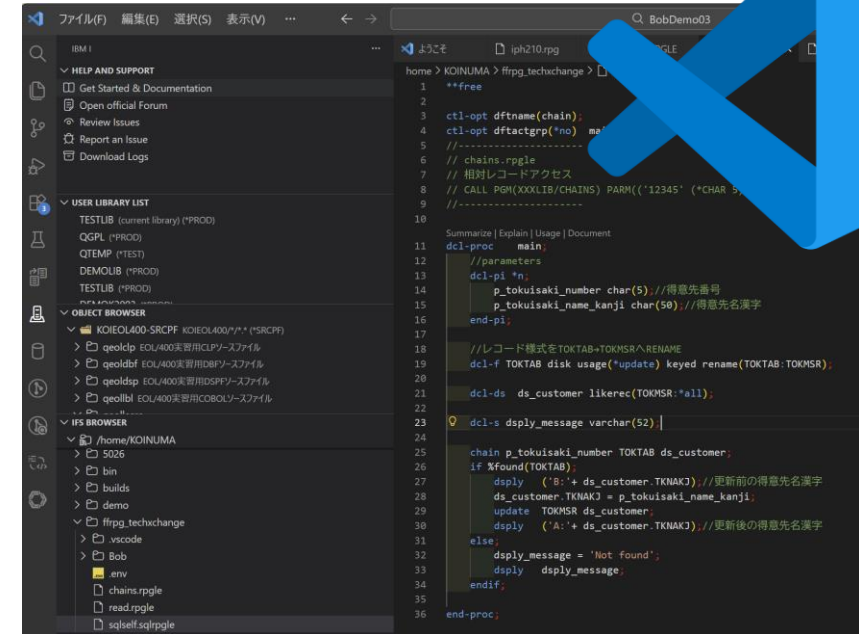 ファイル(F) 編集(E) 選択(S) 表示(V) … ← → BobDemo03
IBM I …
HELP AND SUPPORT
Get Started & Documentation
Open official Forum
Review Issues
Report an Issue
Download Logs
USER LIBRARY LIST
TESTLIB (current library) (*PROD)
QGPL (*PROD)
QTEMP (*TEST)
DEMOLIB (*PROD)
TESTLIB (*PROD)
OBJECT BROWSER
KOIEOL400-SRCPF KOIEOL400/*/*.* (*SRCPF)
qeolclp EOL/400実習用CLPソースファイル
qeoldbf EOL/400実習用DBFソースファイル
qeoldsp EOL/400実習用DSPFソースファイル
qeollbl EOL/400実習用COBOLソースファイル
IFS BROWSER
/home/KOINUMA
5026
bin
builds
demo
ffrpg_techxchange
.vscode
Bob
.env
chains.rpgle
read.rpgle
sqlself.sqlrpgle
ようこそ iph210.rpg
home > KOINUMA > ffrpg_techxchange >
1 **free
2
3 ctl-opt dftname(chain);
4 ctl-opt dftactgrp(*no)
5 //---------------------
6 // chains.rpgle
7 // 相対レコードアクセス
8 // CALL PGM(XXXLIB/CHAINS) PARM(('12345' (*CHAR 5)
9 //---------------------
10
Summarize | Explain | Usage | Document
11 dcl-proc main;
12 //parameters
13 dcl-pi *n;
14 p_tokuisaki_number char(5);//得意先番号
15 p_tokuisaki_name_kanji char(50);//得意先名漢字
16 end-pi;
17
18 //レコード様式をTOKTAB→TOKMSRへRENAME
19 dcl-f TOKTAB disk usage(*update) keyed rename(TOKTAB:TOKMSR);
20
21 dcl-ds ds_customer likerec(TOKMSR:*all);
22
23 dcl-s dsply_message varchar(52);
24
25 chain p_tokuisaki_number TOKTAB ds_customer;
26 if %found(TOKTAB);
27 dsply ('B:'+ ds_customer.TKNAKJ);//更新前の得意先名漢字
28 ds_customer.TKNAKJ = p_tokuisaki_name_kanji;
29 update TOKMSR ds_customer;
30 dsply ('A:'+ ds_customer.TKNAKJ);//更新後の得意先名漢字
31 else;
32 dsply_message = 'Not found';
33 dsply dsply_message;
34 endif;
35
36 end-proc;